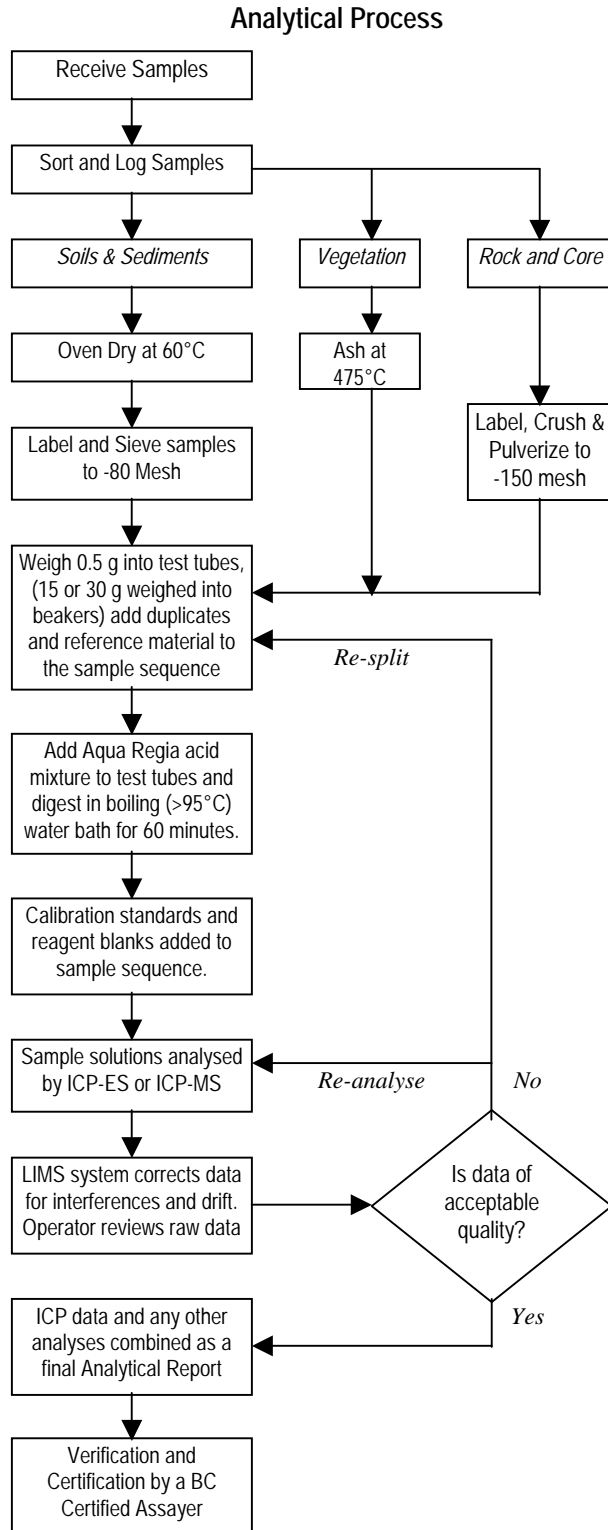 Analytical Process
Receive Samples
Sort and Log Samples
Soils & Sediments
Vegetation
Rock and Core
Oven Dry at 60°C
Ash at
475°C
Label and Sieve samples
to -80 Mesh
Label, Crush &
Pulverize to
-150 mesh
Weigh 0.5 g into test tubes,
(15 or 30 g weighed into
beakers) add duplicates
and reference material to
the sample sequence
Re-split
Add Aqua Regia acid
mixture to test tubes and
digest in boiling (>95°C)
water bath for 60 minutes.
Calibration standards and
reagent blanks added to
sample sequence.
Sample solutions analysed
by ICP-ES or ICP-MS
Re-analyse
No
LIMS system corrects data
for interferences and drift.
Operator reviews raw data
Is data of
acceptable
quality?
Yes
ICP data and any other
analyses combined as a
final Analytical Report
Verification and
Certification by a BC
Certified Assayer